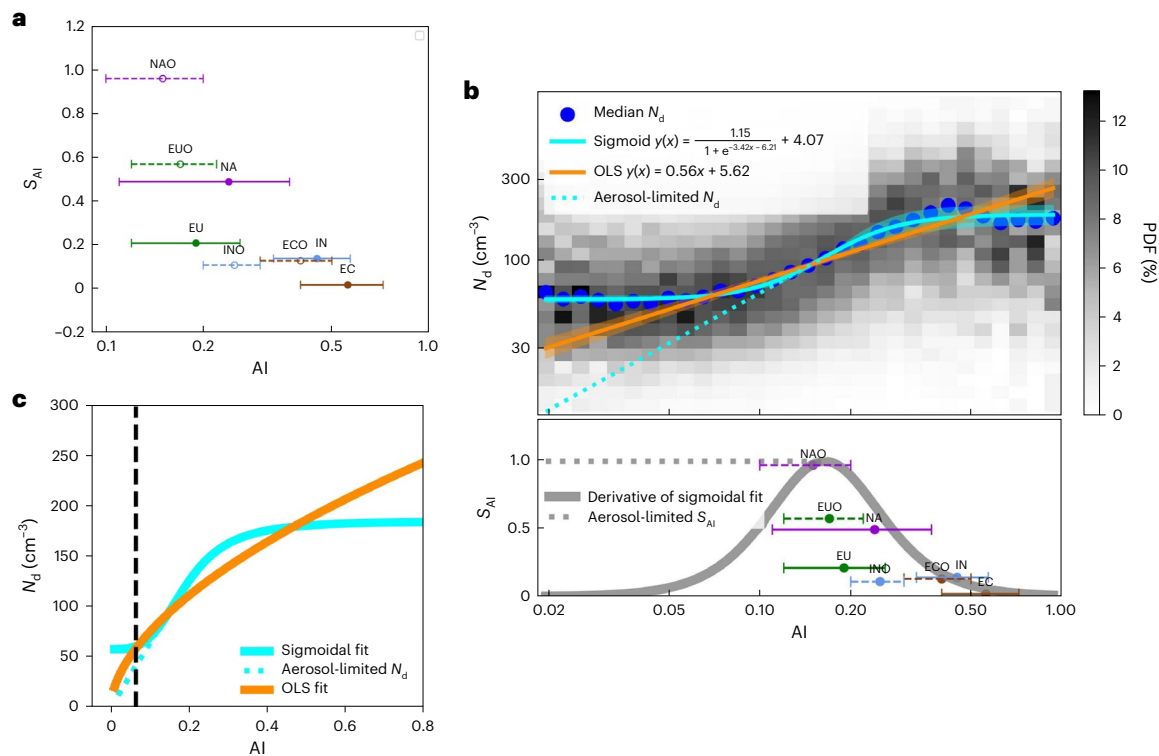 a
1.2
1.0
0.8
0.6
0.4
0.2
0
–0.2
S_AI
NAO
EUO
NA
EU
INO
ECO
IN
EC
0.1
0.2
0.5
1.0
AI
b
Median N_d
Sigmoid y(x) = 1.15 / (1 + e^(−3.42x − 6.21)) + 4.07
OLS y(x) = 0.56x + 5.62
Aerosol-limited N_d
300
100
30
N_d (cm⁻³)
12
10
8
6
4
2
0
PDF (%)
1.0
0.5
0
S_AI
NAO
Derivative of sigmoidal fit
Aerosol-limited S_AI
EUO
NA
EU
INO
ECO
IN
EC
0.02
0.05
0.10
0.20
0.50
1.00
AI
c
300
250
200
150
100
50
0
N_d (cm⁻³)
Sigmoidal fit
Aerosol-limited N_d
OLS fit
0
0.2
0.4
0.6
0.8
AI